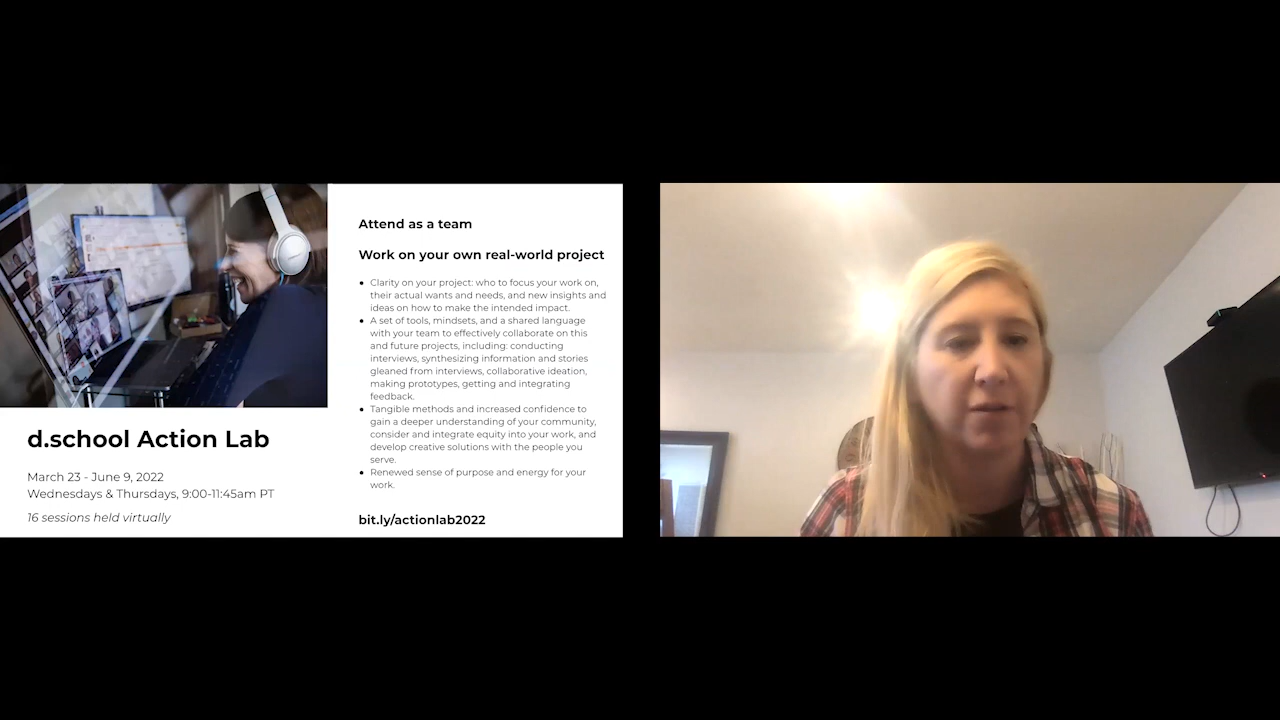 d.school Action Lab
March 23 - June 9, 2022
Wednesdays & Thursdays, 9:00-11:45am PT
16 sessions held virtually
Attend as a team
Work on your own real-world project
• Clarity on your project: who to focus your work on,
their actual wants and needs, and new insights and
ideas on how to make the intended impact.
• A set of tools, mindsets, and a shared language
with your team to effectively collaborate on this
and future projects, including: conducting
interviews, synthesizing information and stories
gleaned from interviews, collaborative ideation,
making prototypes, getting and integrating
feedback.
• Tangible methods and increased confidence to
gain a deeper understanding of your community,
consider and integrate equity into your work, and
develop creative solutions with the people you
serve.
• Renewed sense of purpose and energy for your
work.
bit.ly/actionlab2022